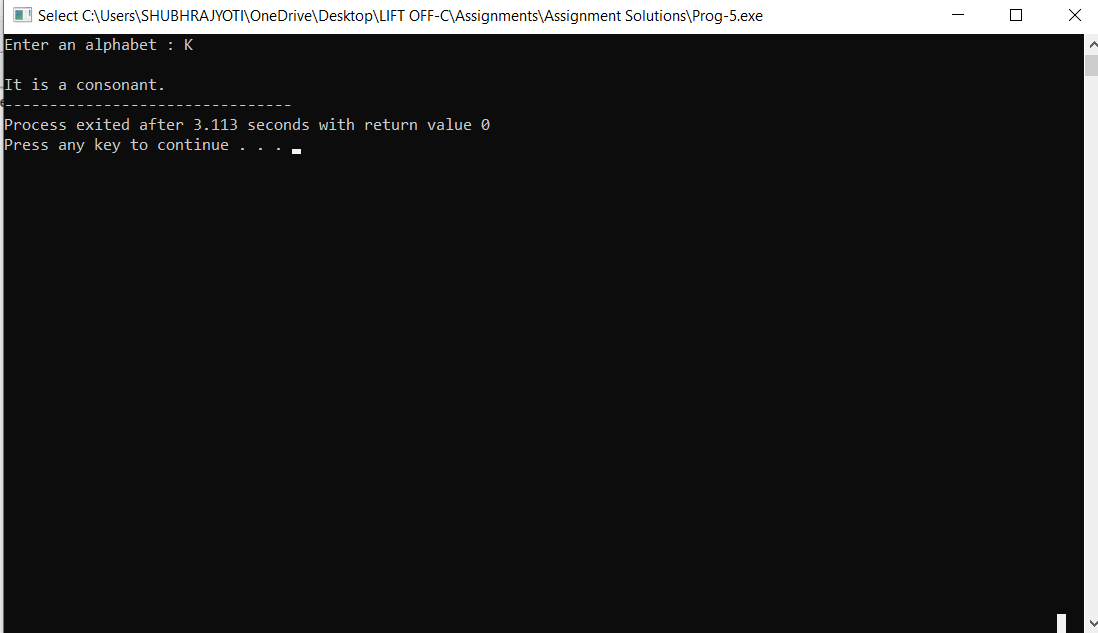 Select C:\Users\SHUBHRAJYOTI\OneDrive\Desktop\LIFT OFF-C\Assignments\Assignment Solutions\Prog-5.exe
Enter an alphabet : K
It is a consonant.
--------------------------------
Process exited after 3.113 seconds with return value 0
Press any key to continue . . .